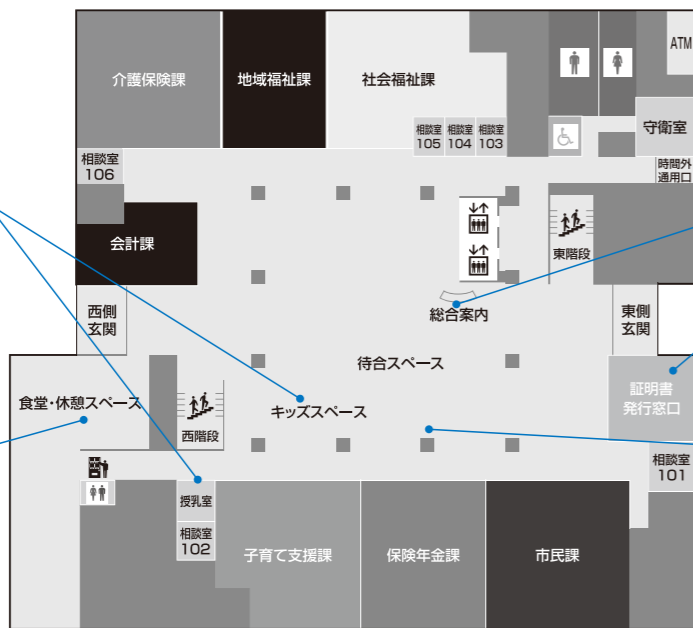 ATM
介護保険課
地域福祉課
社会福祉課
相談室
105
相談室
104
相談室
103
守衛室
相談室
106
時間外
通用口
会計課
東階段
西側
玄関
総合案内
東側
玄関
待合スペース
証明書
発行窓口
食堂・休憩スペース
キッズスペース
西階段
相談室
101
授乳室
相談室
102
子育て支援課
保険年金課
市民課